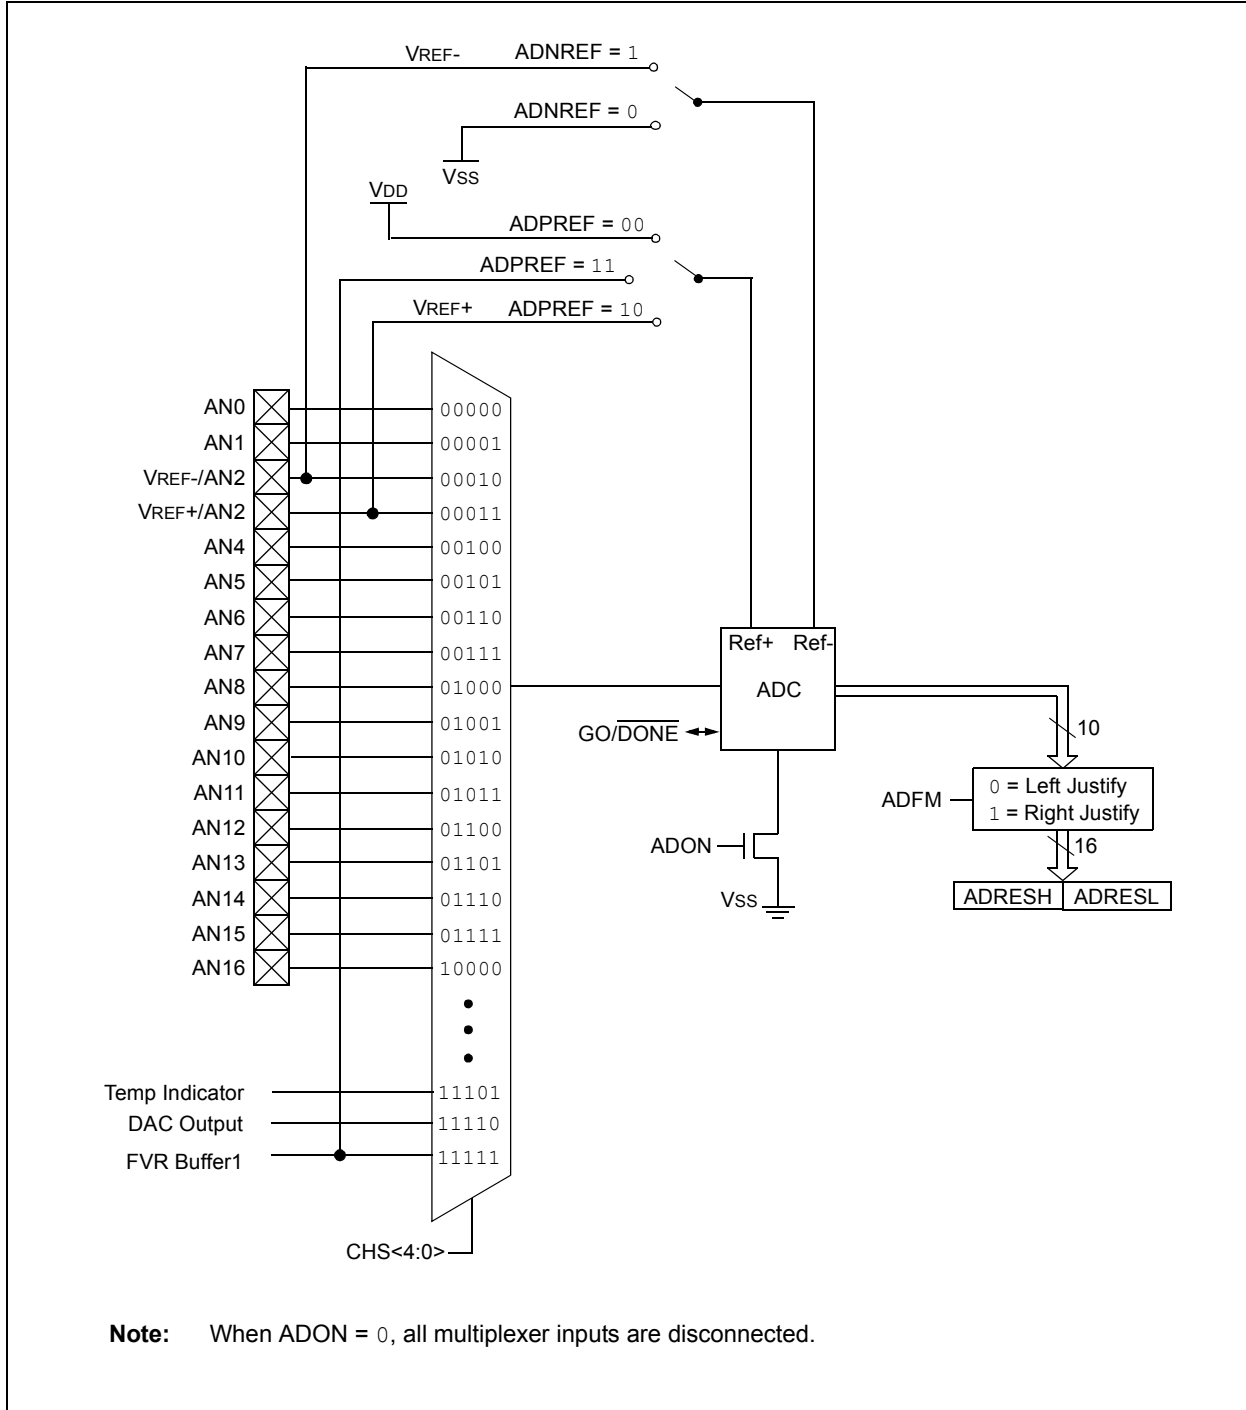 VREF- ADNREF = 1
ADNREF = 0
VSS
VDD
ADPREF = 00
ADPREF = 11
VREF+ ADPREF = 10
AN0 00000
AN1 00001
VREF-/AN2 00010
VREF+/AN2 00011
AN4 00100
AN5 00101
AN6 00110
AN7 00111
AN8 01000
AN9 01001
AN10 01010
AN11 01011
AN12 01100
AN13 01101
AN14 01110
AN15 01111
AN16 10000
Temp Indicator 11101
DAC Output 11110
FVR Buffer1 11111
CHS<4:0>
Ref+ Ref-
ADC
GO/DONE
ADON
VSS
10
ADFM
0 = Left Justify
1 = Right Justify
16
ADRESH ADRESL
Note: When ADON = 0, all multiplexer inputs are disconnected.